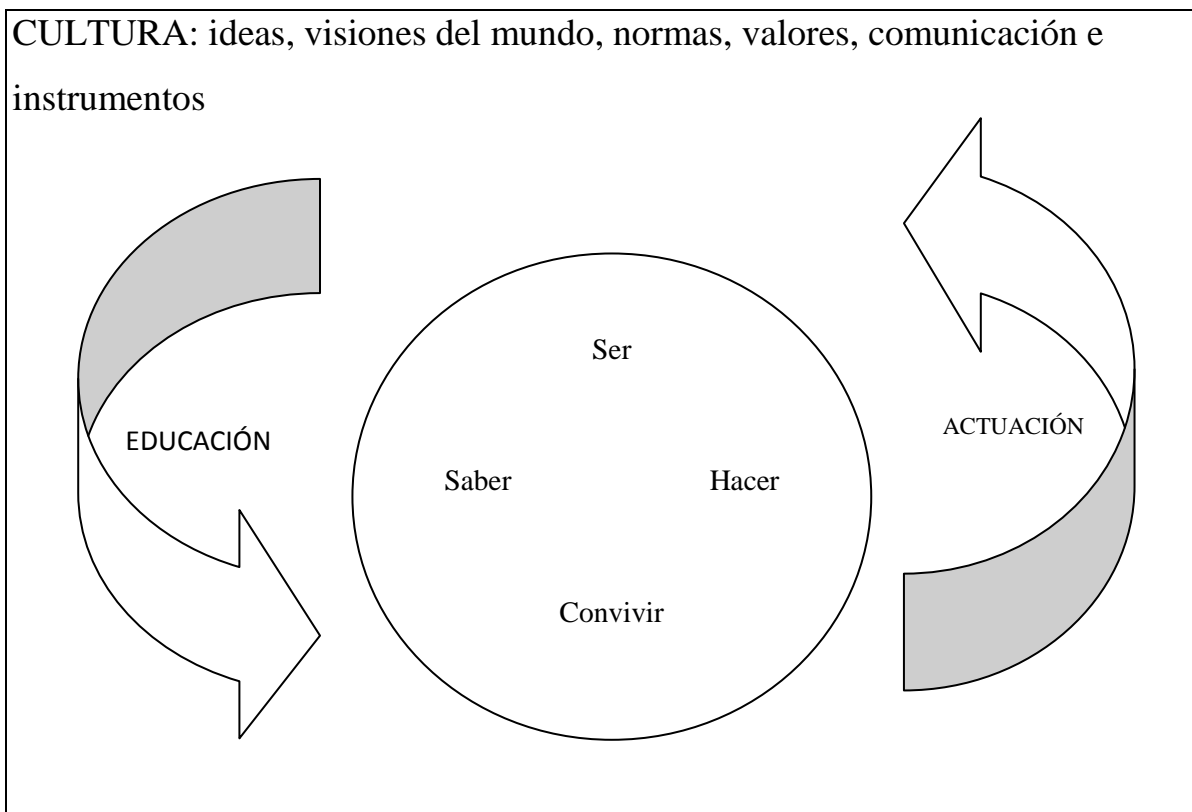 CULTURA: ideas, visiones del mundo, normas, valores, comunicación e
instrumentos
Ser
EDUCACIÓN
ACTUACIÓN
Saber
Hacer
Convivir